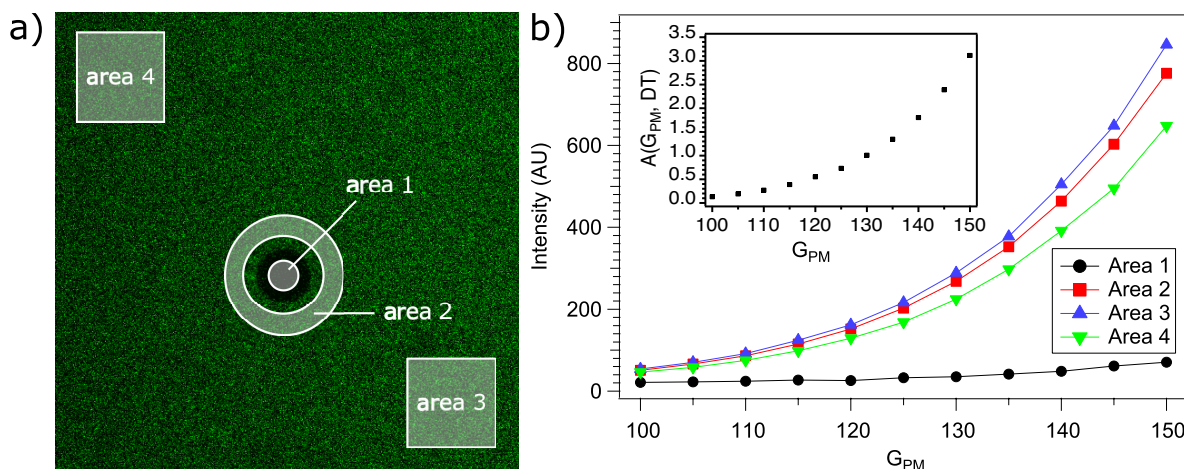 a)
area 4
area 1
area 2
area 3
b)
Intensity (AU)
800
600
400
200
0
100
110
120
130
140
150
G_PM
A(G_PM, DT)
3.5
3.0
2.5
2.0
1.5
1.0
0.5
0.0
100
110
120
130
140
150
G_PM
Area 1
Area 2
Area 3
Area 4